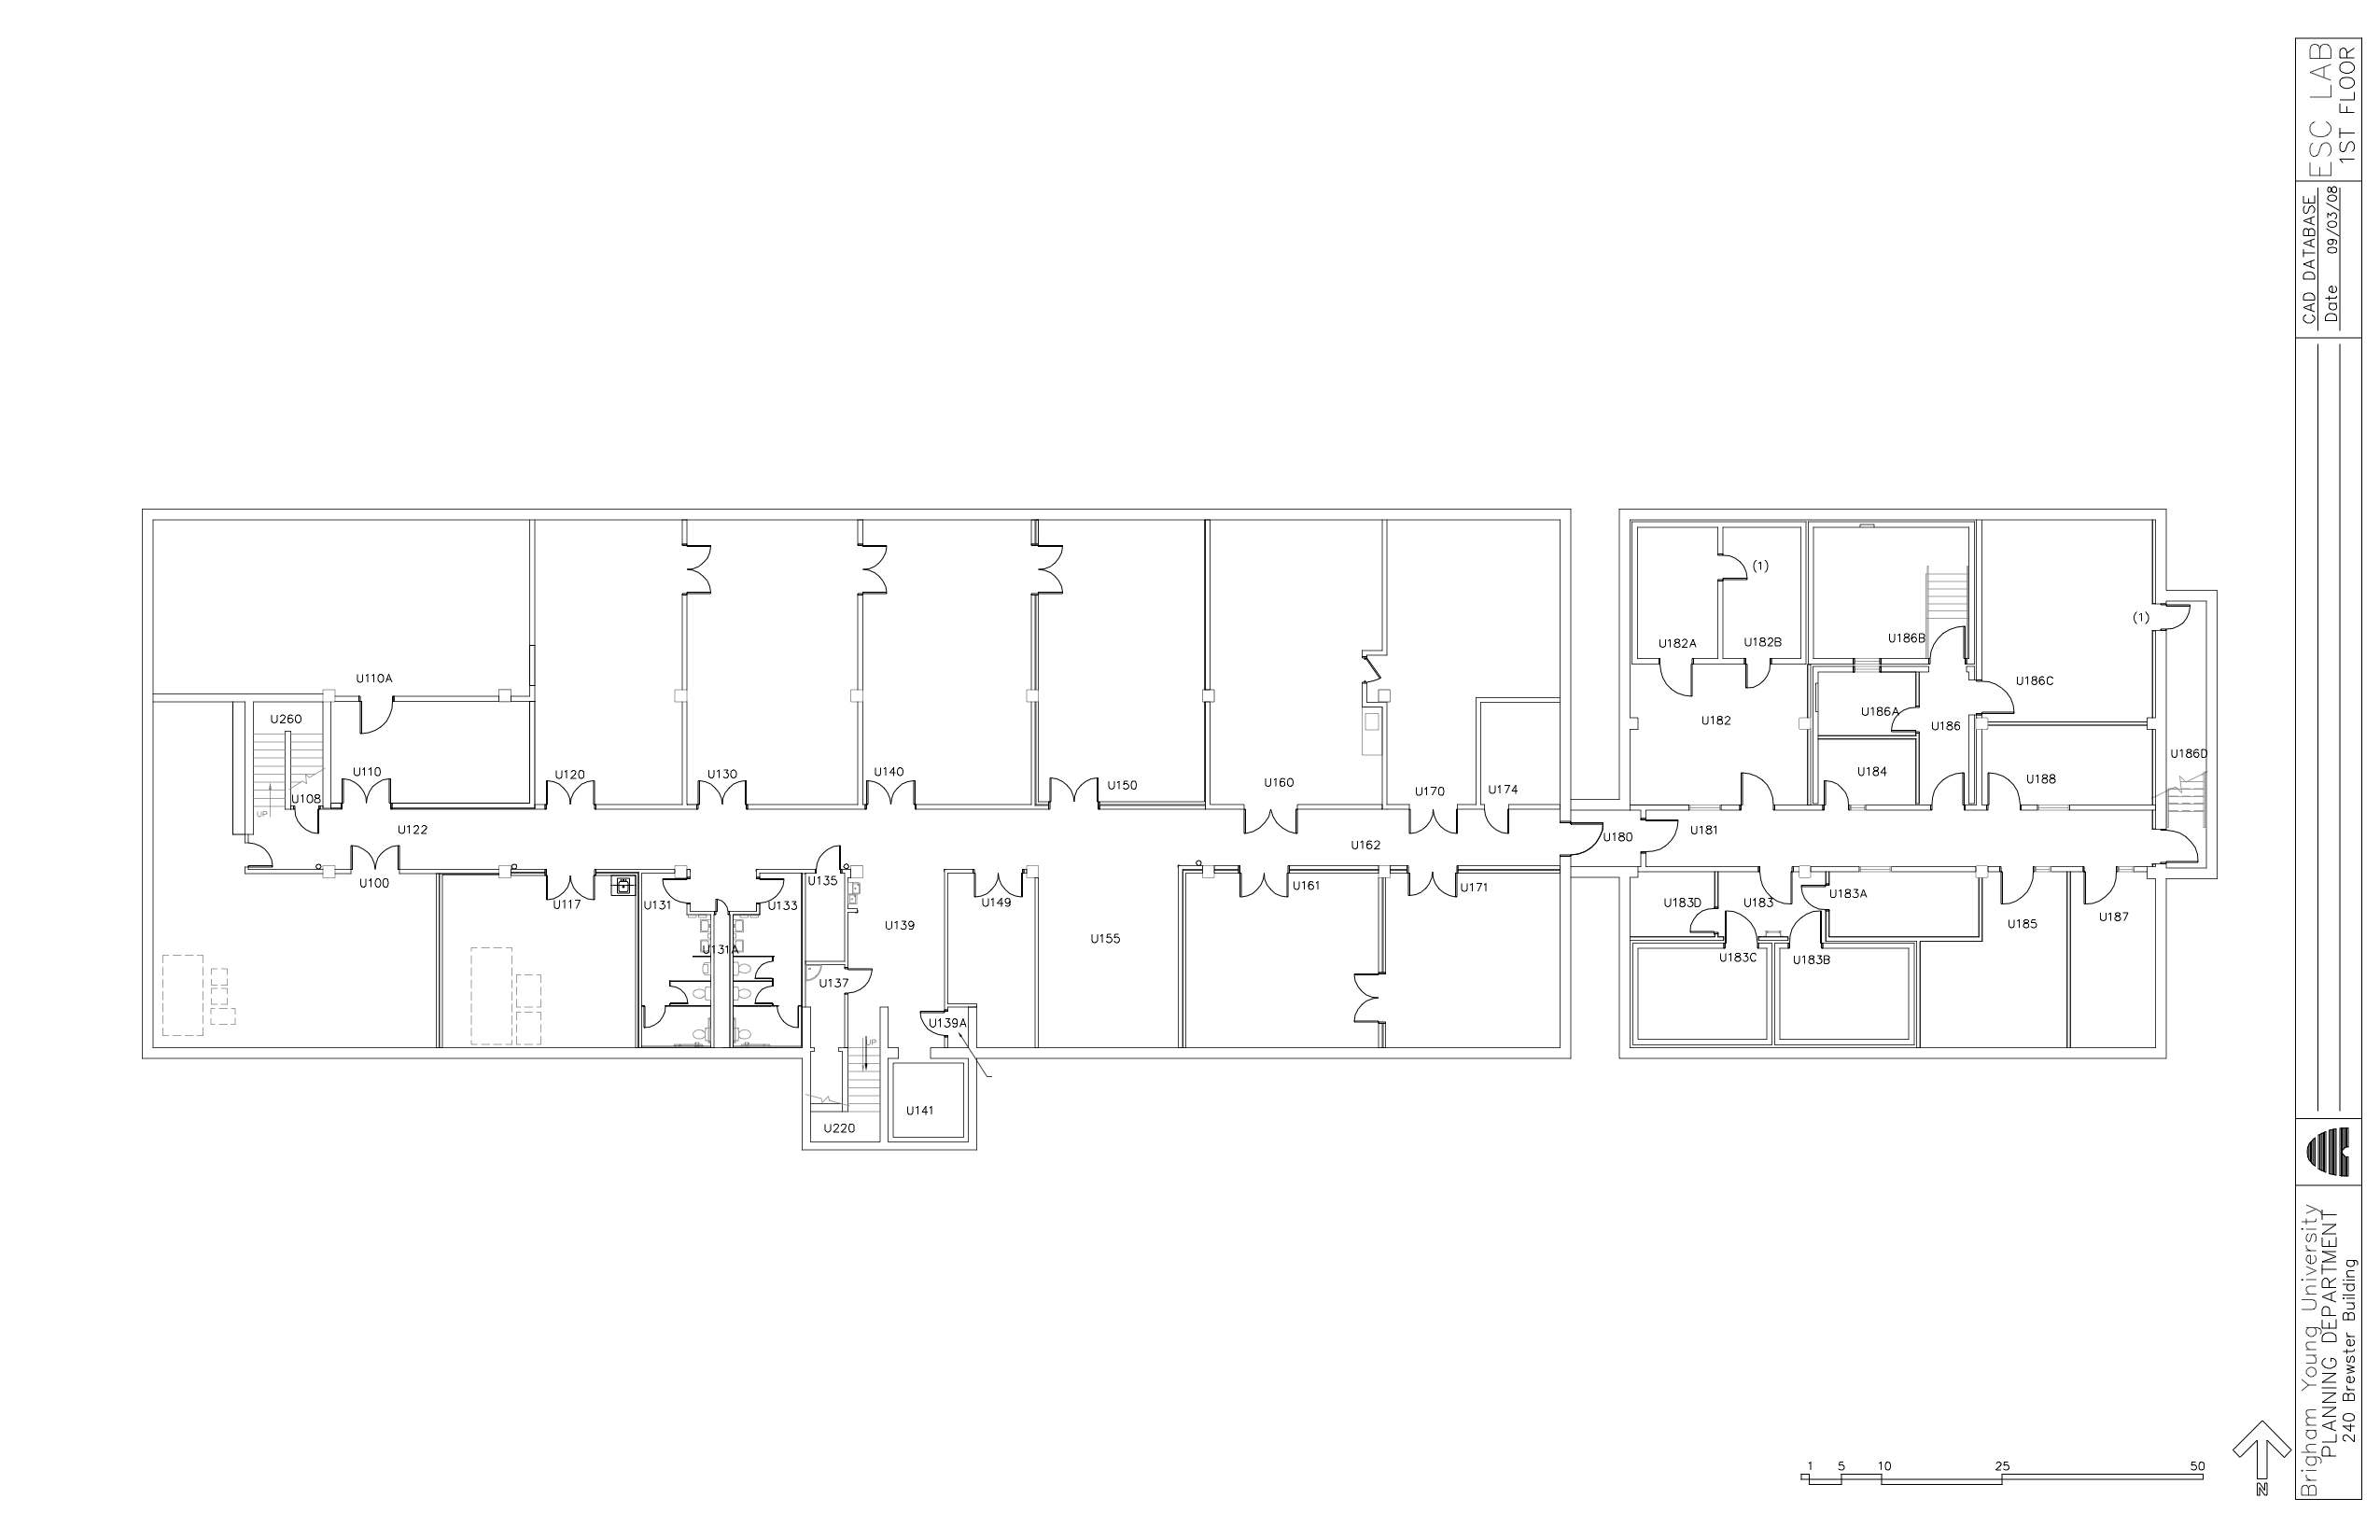 ESC LAB
1ST FLOOR
CAD DATABASE
Date 09/03/08
(1)
(1)
U182A
U182B
U186B
U110A
U186C
U260
U182
U186A
U186
U186D
U110
U120
U130
U140
U150
U160
U170
U174
U184
U188
U108
UP
U122
U162
U180
U181
U100
U117
U131
U133
U135
U149
U161
U171
U183D
U183
U183A
U185
U187
U139
U155
U131A
U183C
U183B
U137
U139A
UP
U141
U220
Brigham Young University
PLANNING DEPARTMENT
240 Brewster Building
1 5 10 25 50
N